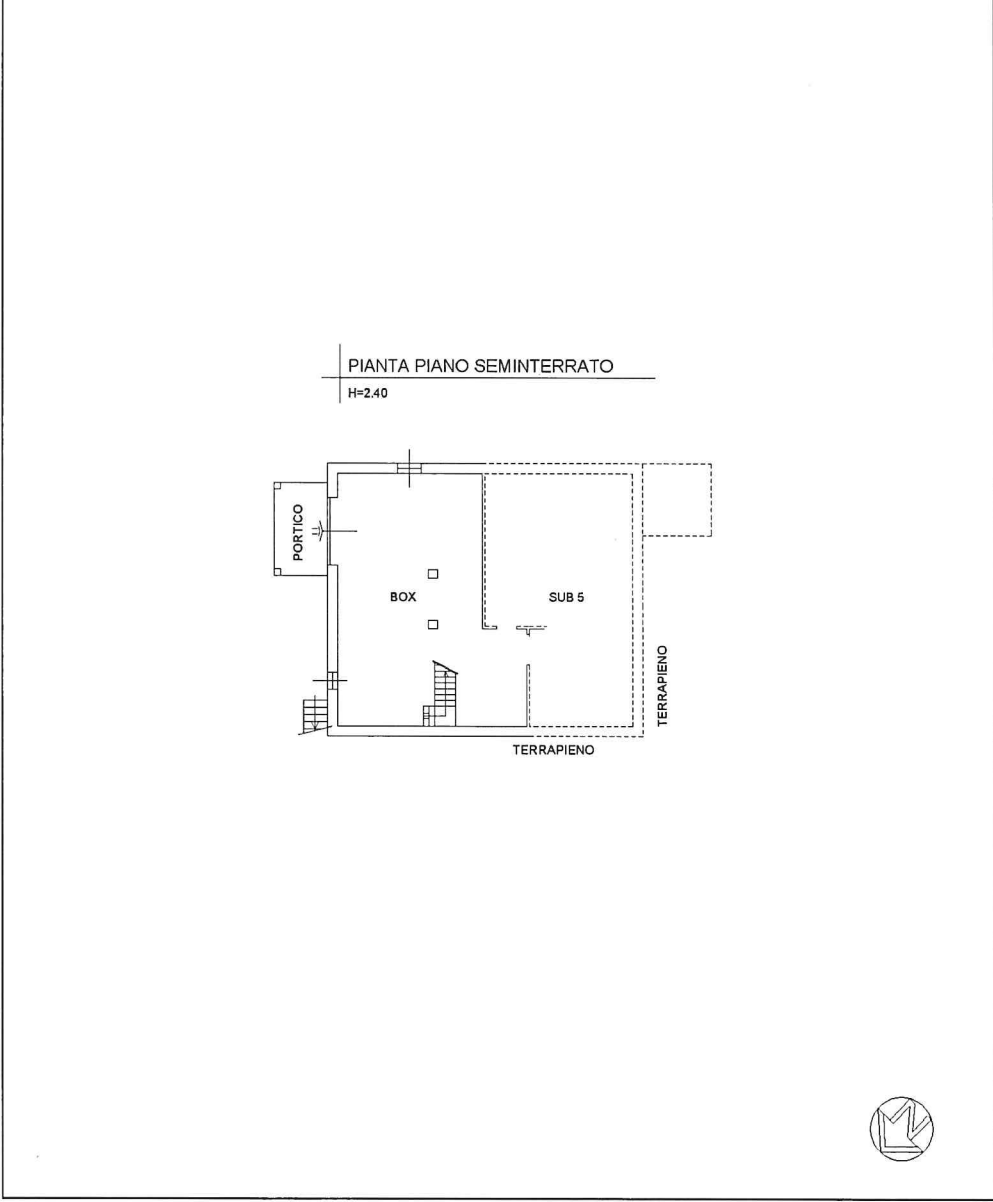 PIANTA PIANO SEMINTERRATO
H=2.40
PORTICO
BOX
SUB 5
TERRAPIENO
TERRAPIENO